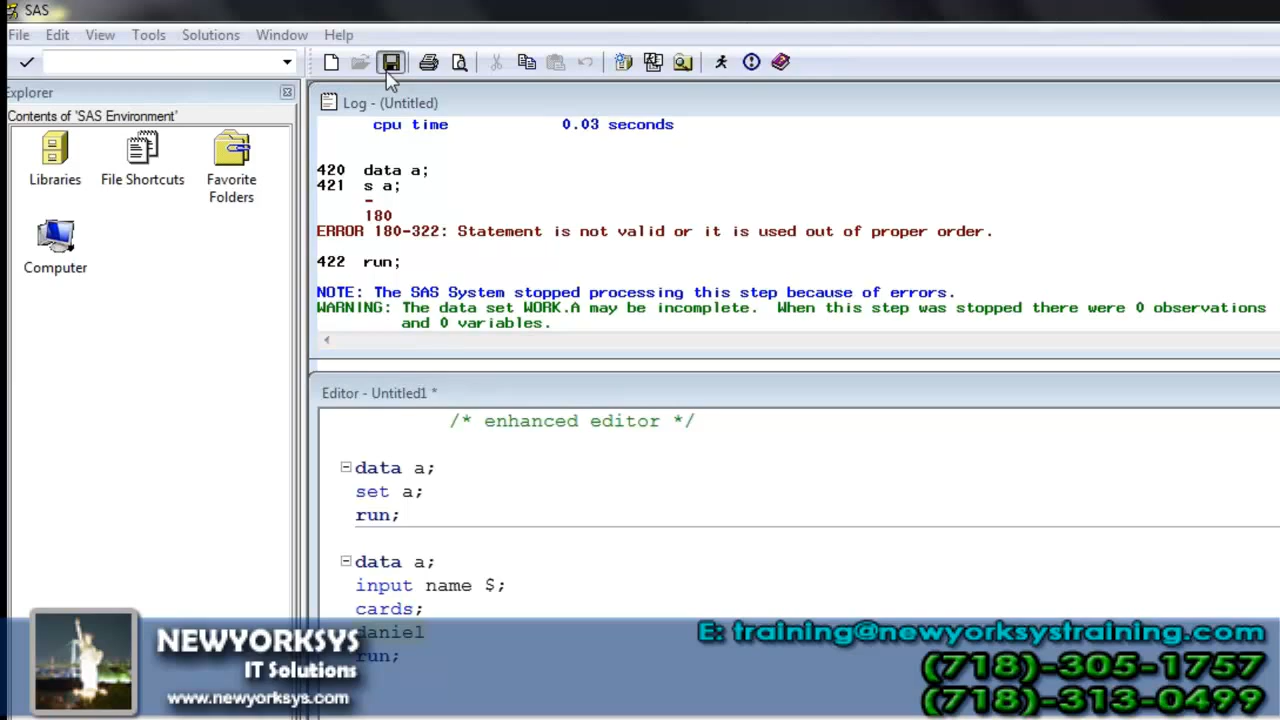 SAS
File Edit View Tools Solutions Window Help
Explorer
Contents of 'SAS Environment'
Libraries
File Shortcuts
Favorite
Folders
Computer
Log - (Untitled)
cpu time 0.03 seconds
420 data a;
421 s a;
-
180
ERROR 180-322: Statement is not valid or it is used out of proper order.
422 run;
NOTE: The SAS System stopped processing this step because of errors.
WARNING: The data set WORK.A may be incomplete. When this step was stopped there were 0 observations
and 0 variables.
Editor - Untitled1 *
/* enhanced editor */
data a;
set a;
run;
data a;
input name $;
cards;
daniel
run;
NEWYORKSYS
IT Solutions
www.newyorksys.com
E: training@newyorksystraining.com
(718)-305-1757
(718)-313-0499